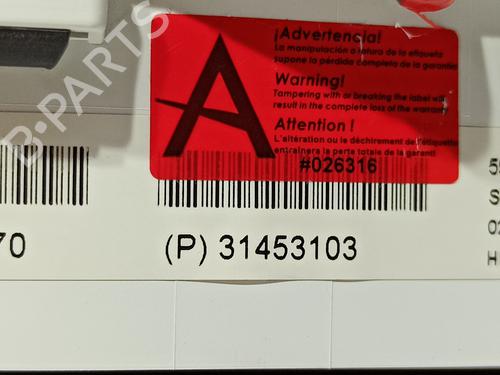 B-PARTS
¡Advertencia!
La manipulación o rotura de la etiqueta
supone la pérdida completa de la garantía
Warning!
Tampering with or breaking the label will
result in the complete loss of the warranty
Attention !
L'altération ou le déchirement de l'étiquette
entraînera la perte totale de la garanti
A
#026316
70
(P) 31453103
5
S
02
H